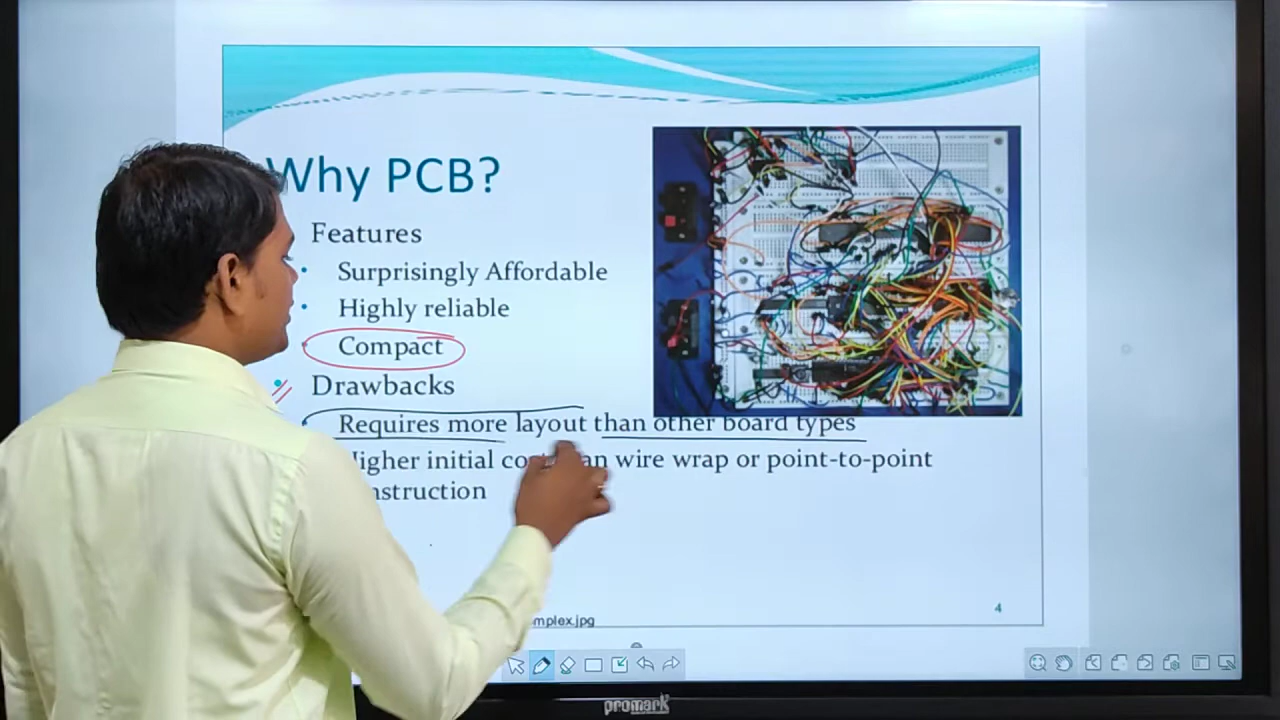 Why PCB?
Features
• Surprisingly Affordable
• Highly reliable
• Compact
• Drawbacks
• Requires more layout than other board types
initial wire wrap or point-to-point
4
mplex.jpg
promark